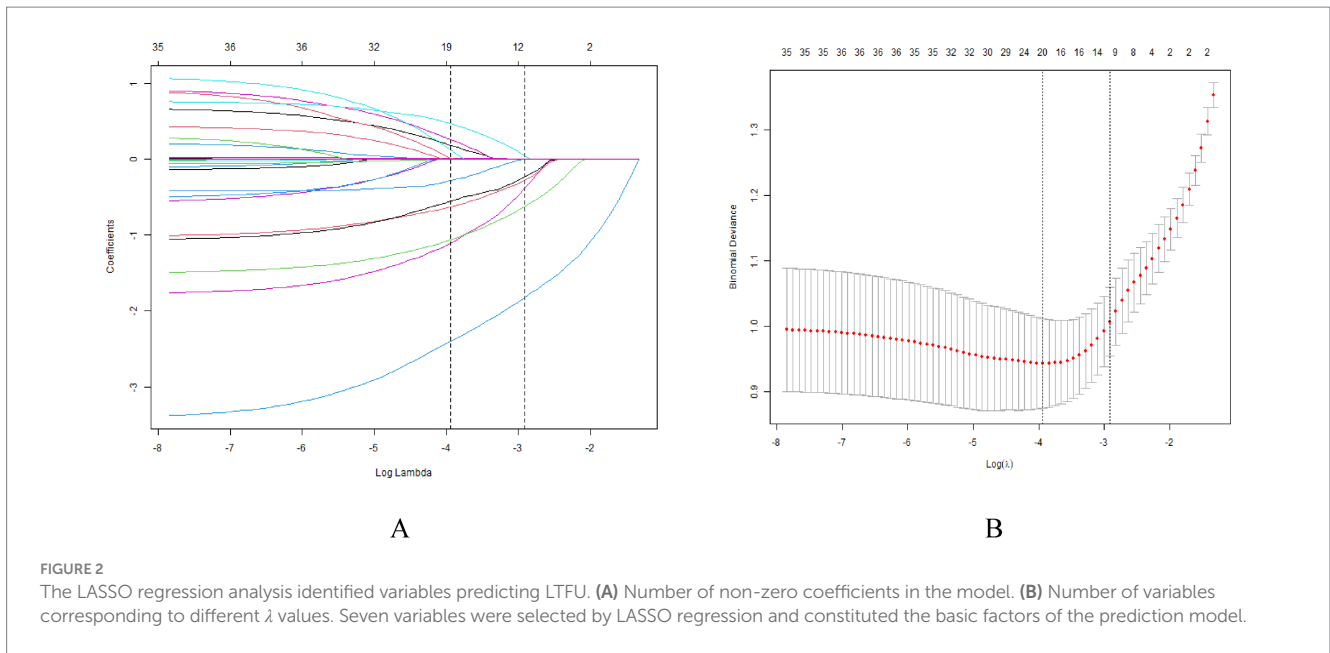 35 36 36 32 19 12 2
1
0
-1
-2
-3
Coefficients
-8 -7 -6 -5 -4 -3 -2
Log Lambda
A
35 35 35 35 36 36 36 36 36 35 35 32 32 30 29 24 20 16 16 14 9 8 4 2 2 2
1.3
1.2
1.1
1.0
0.9
Binomial Deviance
-8 -7 -6 -5 -4 -3 -2
Log(λ)
B
FIGURE 2
The LASSO regression analysis identified variables predicting LTFU. (A) Number of non-zero coefficients in the model. (B) Number of variables
corresponding to different λ values. Seven variables were selected by LASSO regression and constituted the basic factors of the prediction model.